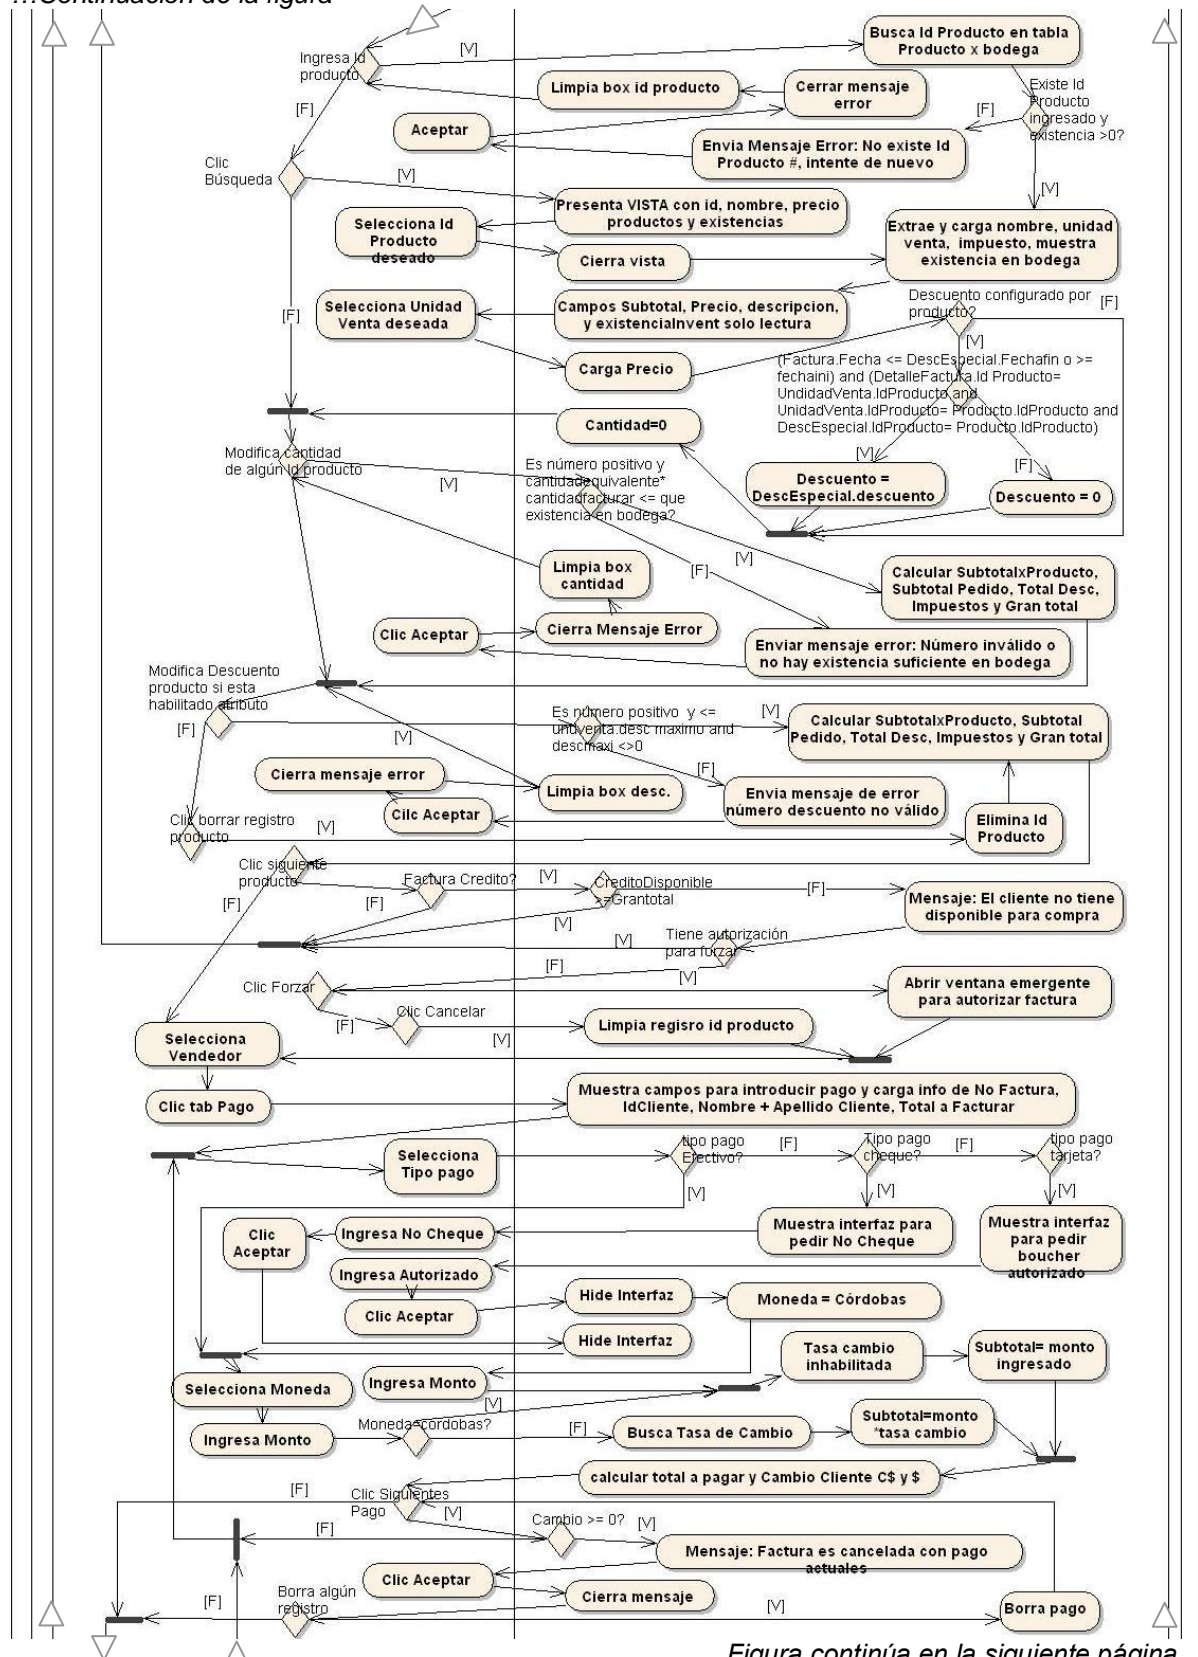 ...Continuación de la figura
Busca Id Producto en tabla
Producto x bodega
[V]
Ingresa Id
producto
Limpia box id producto
Cerrar mensaje
error
Existe Id
Producto
ingresado y
existencia >0?
[F]
[F]
Aceptar
Envia Mensaje Error: No existe Id
Producto #, intente de nuevo
Clic
Búsqueda
[V]
[V]
Presenta VISTA con id, nombre, precio
productos y existencias
Selecciona Id
Producto
deseado
Extrae y carga nombre, unidad
venta, impuesto, muestra
existencia en bodega
Cierra vista
Selecciona Unidad
Venta deseada
Campos Subtotal, Precio, descripcion,
y existenciaInvent solo lectura
Descuento configurado por
producto?
[F]
[F]
[V]
Carga Precio
(Factura.Fecha <= DescEspecial.Fechafin o >=
fechaini) and (DetalleFactura.Id Producto=
UndidadVenta.IdProducto and
UnidadVenta.IdProducto= Producto.IdProducto and
DescEspecial.IdProducto= Producto.IdProducto)
Cantidad=0
Modifica cantidad
de algún Id producto
[V]
Es número positivo y
cantidadequivalente*
cantidadfacturar <= que
existencia en bodega?
[V]
[F]
Descuento =
DescEspecial.descuento
Descuento = 0
[V]
[F]
Limpia box
cantidad
Calcular SubtotalxProducto,
Subtotal Pedido, Total Desc,
Impuestos y Gran total
Clic Aceptar
Cierra Mensaje Error
Enviar mensaje error: Número inválido o
no hay existencia suficiente en bodega
Modifica Descuento
producto si esta
habilitado atributo
[F]
[V]
Es número positivo y <=
undventa.desc maximo and
descmaxi <>0
[V]
Calcular SubtotalxProducto, Subtotal
Pedido, Total Desc, Impuestos y Gran total
[F]
Cierra mensaje error
Limpia box desc.
Envia mensaje de error
número descuento no válido
Cilc Aceptar
Elimina Id
Producto
Clic borrar registro
producto
[V]
Clic siguiente
producto
[F]
Factura Credito?
[V]
[F]
CreditoDisponible
>=Grantotal
[F]
Mensaje: El cliente no tiene
disponible para compra
[V]
[V]
Tiene autorización
para forzar
[F]
[V]
Clic Forzar
Abrir ventana emergente
para autorizar factura
[F]
Clic Cancelar
Limpia regisro id producto
[V]
Selecciona
Vendedor
Clic tab Pago
Muestra campos para introducir pago y carga info de No Factura,
IdCliente, Nombre + Apellido Cliente, Total a Facturar
Selecciona
Tipo pago
tipo pago
Efectivo?
[F]
Tipo pago
cheque?
[F]
tipo pago
tarjeta?
[V]
[V]
[V]
Clic
Aceptar
Ingresa No Cheque
Muestra interfaz para
pedir No Cheque
Muestra interfaz
para pedir
boucher
autorizado
Ingresa Autorizado
Clic Aceptar
Hide Interfaz
Moneda = Córdobas
Hide Interfaz
Tasa cambio
inhabilitada
Subtotal= monto
ingresado
Selecciona Moneda
Ingresa Monto
[V]
Ingresa Monto
Moneda=cordobas?
[F]
Busca Tasa de Cambio
Subtotal=monto
*tasa cambio
calcular total a pagar y Cambio Cliente C$ y $
[F]
Clic Siguientes
Pago
[V]
[F]
Cambio >= 0?
[V]
Mensaje: Factura es cancelada con pago
actuales
Clic Aceptar
Cierra mensaje
[F]
Borra algún
registro
[V]
Borra pago
Figura continúa en la siguiente página